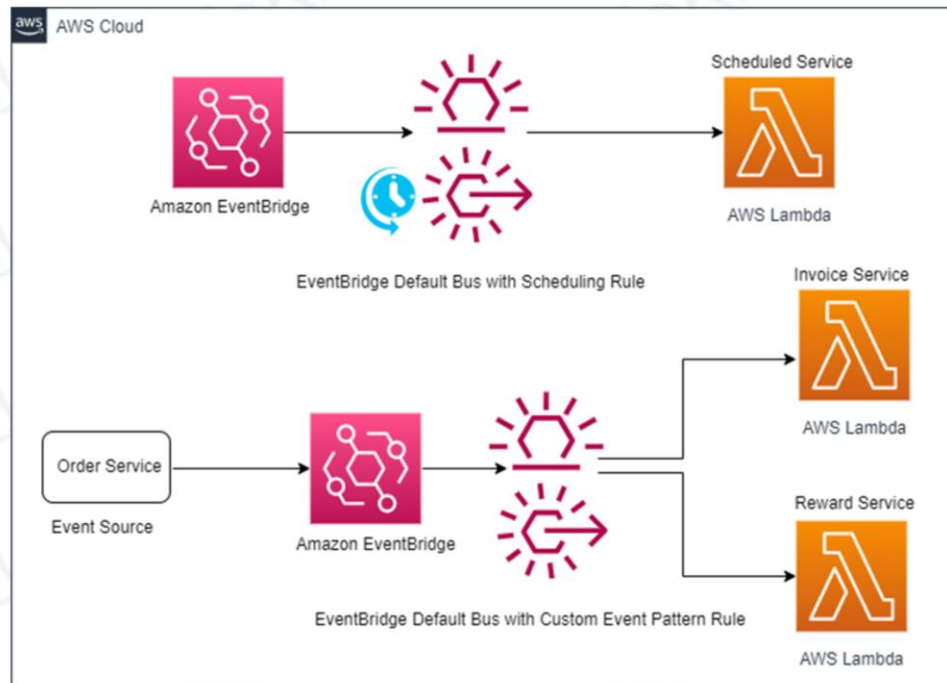 aws
AWS Cloud
Scheduled Service
Amazon EventBridge
AWS Lambda
EventBridge Default Bus with Scheduling Rule
Invoice Service
AWS Lambda
Order Service
Event Source
Amazon EventBridge
Reward Service
EventBridge Default Bus with Custom Event Pattern Rule
AWS Lambda